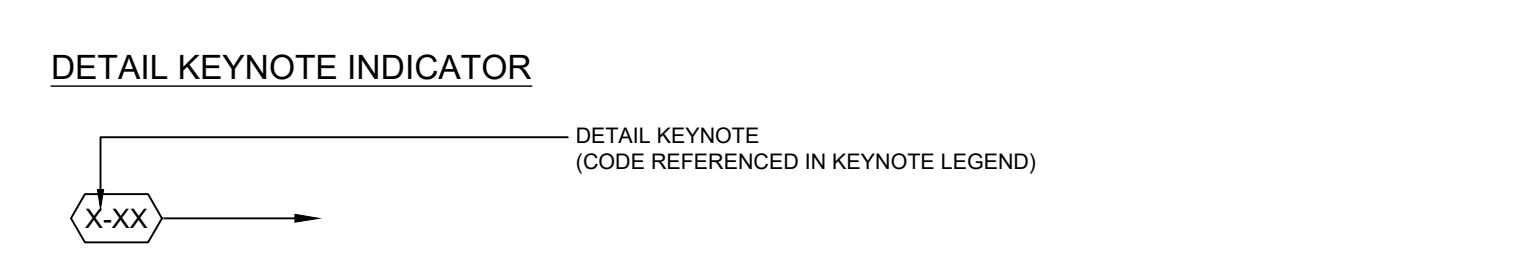 DETAIL KEYNOTE INDICATOR
DETAIL KEYNOTE
(CODE REFERENCED IN KEYNOTE LEGEND)
X-XX